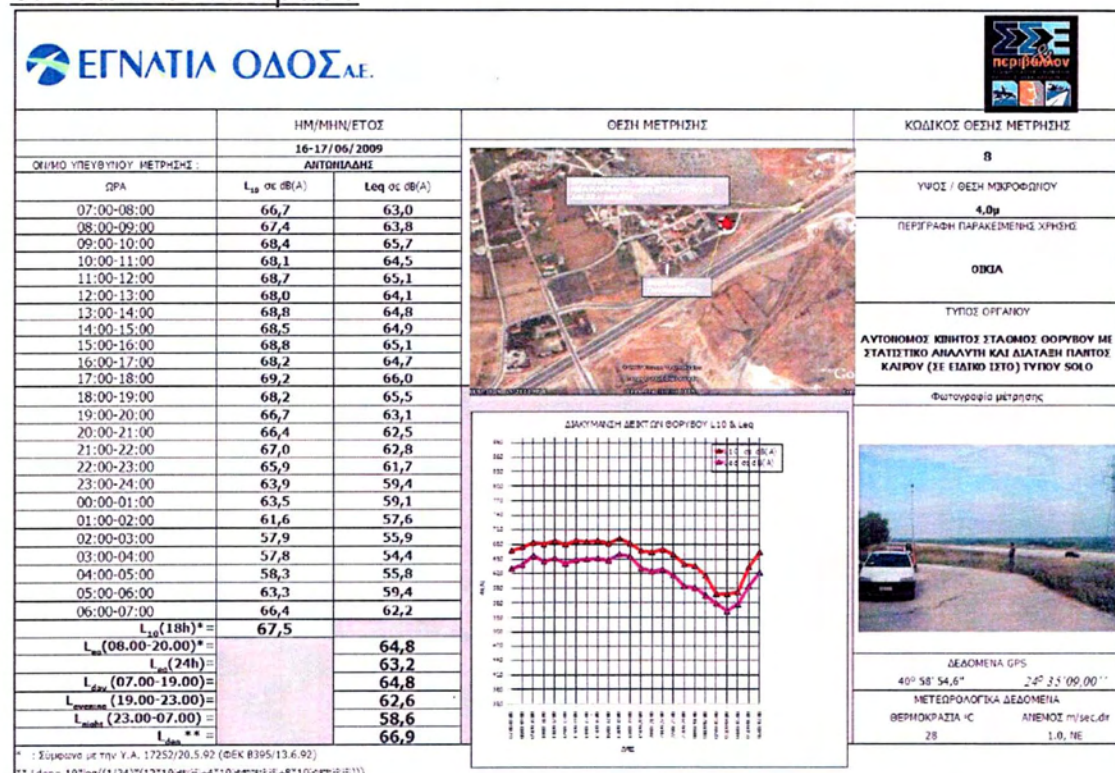 ΕΓΝΑΤΙΑ ΟΔΟΣ Α.Ε.
ΣΣΕ
&
περιβάλλον
ΗΜ/ΜΗΝ/ΕΤΟΣ
ΘΕΣΗ ΜΕΤΡΗΣΗΣ
ΚΩΔΙΚΟΣ ΘΕΣΗΣ ΜΕΤΡΗΣΗΣ
16-17/06/2009
8
ΟΝ/ΜΟ ΥΠΕΥΘΥΝΟΥ ΜΕΤΡΗΣΗΣ :
ΑΝΤΩΝΙΑΔΗΣ
ΩΡΑ L10 σε dB(A) Leq σε dB(A)
07:00-08:00 66,7 63,0
08:00-09:00 67,4 63,8
09:00-10:00 68,4 65,7
10:00-11:00 68,1 64,5
11:00-12:00 68,7 65,1
12:00-13:00 68,0 64,1
13:00-14:00 68,8 64,8
14:00-15:00 68,5 64,9
15:00-16:00 68,8 65,1
16:00-17:00 68,2 64,7
17:00-18:00 69,2 66,0
18:00-19:00 68,2 65,5
19:00-20:00 66,7 63,1
20:00-21:00 66,4 62,5
21:00-22:00 67,0 62,8
22:00-23:00 65,9 61,7
23:00-24:00 63,9 59,4
00:00-01:00 63,5 59,1
01:00-02:00 61,6 57,6
02:00-03:00 57,9 55,9
03:00-04:00 57,8 54,4
04:00-05:00 58,3 55,8
05:00-06:00 63,3 59,4
06:00-07:00 66,4 62,2
L10(18h)*= 67,5
Leq(08.00-20.00)*= 64,8
Leq(24h)= 63,2
Lday (07.00-19.00)= 64,8
Levening (19.00-23.00)= 62,6
Lnight (23.00-07.00) = 58,6
Lden ** = 66,9
* : Σύμφωνα με την Υ.Α. 17252/20.5.92 (ΦΕΚ Β395/13.6.92)
ΔΙΑΚΥΜΑΝΣΗ ΔΕΙΚΤΩΝ ΘΟΡΥΒΟΥ L10 & Leq
L10 σε dB(A)
Leq σε dB(A)
ΥΨΟΣ / ΘΕΣΗ ΜΙΚΡΟΦΩΝΟΥ
4,0μ
ΠΕΡΙΓΡΑΦΗ ΠΑΡΑΚΕΙΜΕΝΗΣ ΧΡΗΣΗΣ
ΟΙΚΙΑ
ΤΥΠΟΣ ΟΡΓΑΝΟΥ
ΑΥΤΟΝΟΜΟΣ ΚΙΝΗΤΟΣ ΣΤΑΘΜΟΣ ΘΟΡΥΒΟΥ ΜΕ
ΣΤΑΤΙΣΤΙΚΟ ΑΝΑΛΥΤΗ ΚΑΙ ΔΙΑΤΑΞΗ ΠΑΝΤΟΣ
ΚΑΙΡΟΥ (ΣΕ ΕΙΔΙΚΟ ΙΣΤΟ) ΤΥΠΟΥ SOLO
Φωτογραφία μέτρησης
ΔΕΔΟΜΕΝΑ GPS
40° 58' 54,6" 24° 35'09,00''
ΜΕΤΕΩΡΟΛΟΓΙΚΑ ΔΕΔΟΜΕΝΑ
ΘΕΡΜΟΚΡΑΣΙΑ °C ΑΝΕΜΟΣ m/sec,dr
28 1.0, NE